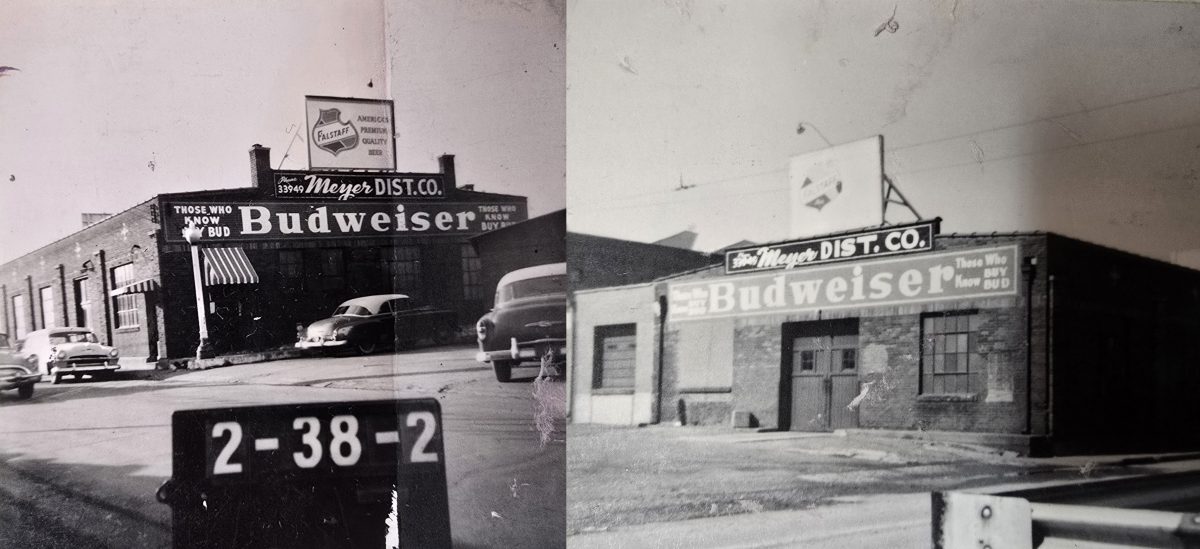 FALSTAFF
AMERICA'S
PREMIUM
QUALITY
BEER
Phone
33949 Meyer DIST. CO.
THOSE WHO
KNOW
BUY BUD
Budweiser
THOSE WHO
KNOW
BUY BUD
2-38-2
FALSTAFF
Meyer DIST. CO.
Budweiser
Those Who
Know BUY
BUD